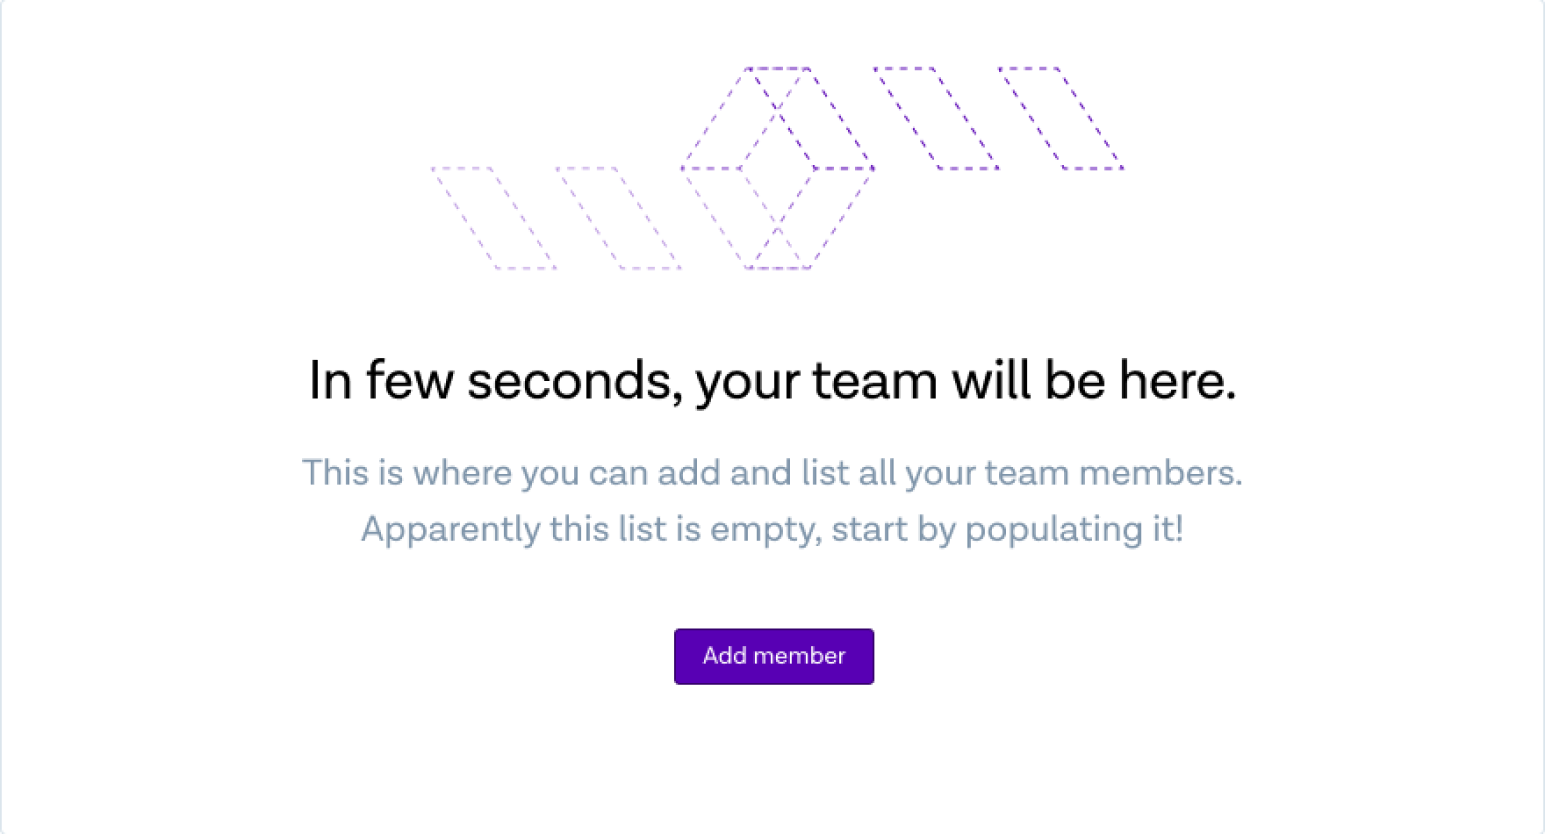 In few seconds, your team will be here.
This is where you can add and list all your team members.
Apparently this list is empty, start by populating it!
Add member